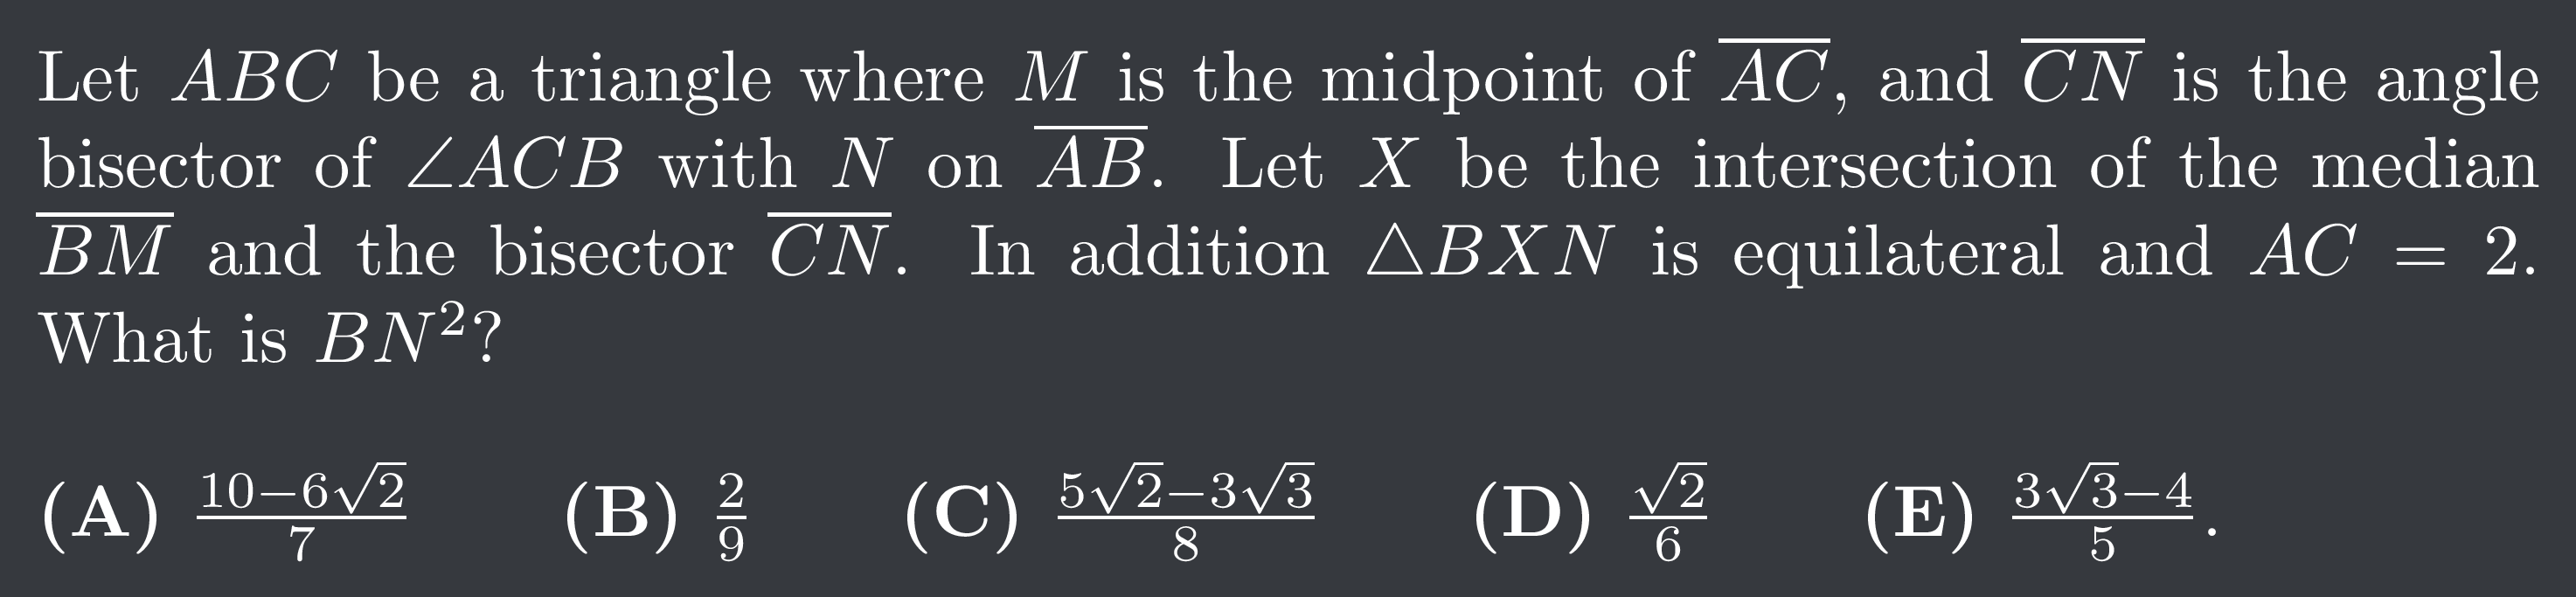 Let $ABC$ be a triangle where $M$ is the midpoint of $\overline{AC}$, and $\overline{CN}$ is the angle
bisector of $\angle ACB$ with $N$ on $\overline{AB}$. Let $X$ be the intersection of the median
$\overline{BM}$ and the bisector $\overline{CN}$. In addition $\triangle BXN$ is equilateral and $AC = 2$.
What is $BN^2$?
(A) $\frac{10-6\sqrt{2}}{7}$ (B) $\frac{2}{9}$ (C) $\frac{5\sqrt{2}-3\sqrt{3}}{8}$ (D) $\frac{\sqrt{2}}{6}$ (E) $\frac{3\sqrt{3}-4}{5}$.